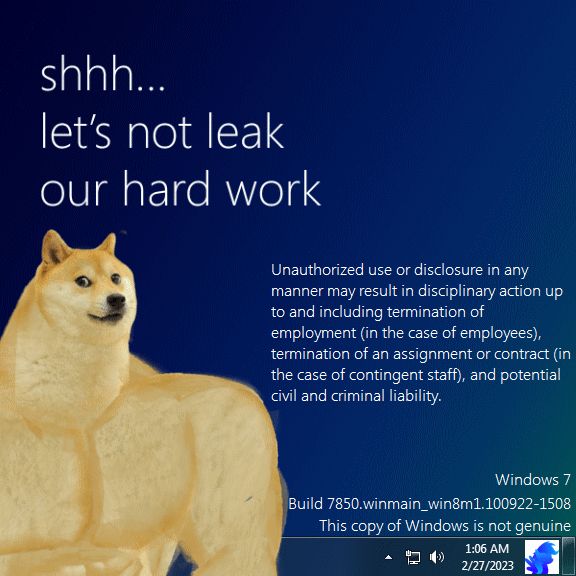 shhh...
let's not leak
our hard work
Unauthorized use or disclosure in any
manner may result in disciplinary action up
to and including termination of
employment (in the case of employees),
termination of an assignment or contract (in
the case of contingent staff), and potential
civil and criminal liability.
Windows 7
Build 7850.winmain_win8m1.100922-1508
This copy of Windows is not genuine
1:06 AM
2/27/2023